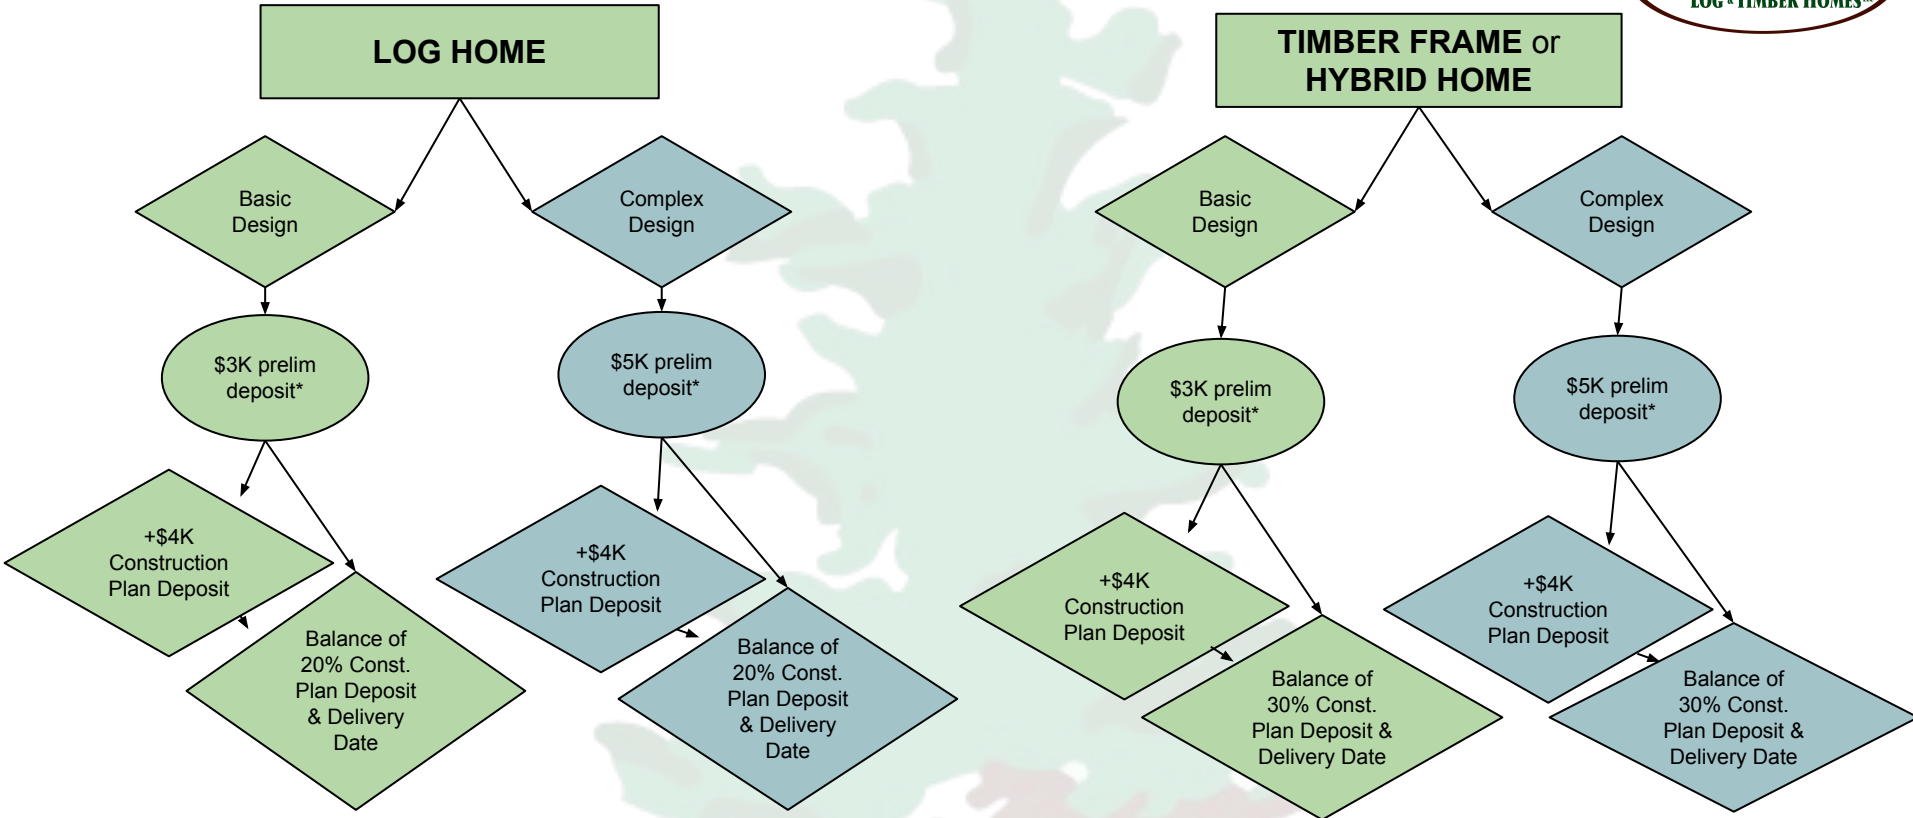 LOG & TIMBER HOMES
LOG HOME
TIMBER FRAME or
HYBRID HOME
Basic
Design
Complex
Design
Basic
Design
Complex
Design
$3K prelim
deposit*
$5K prelim
deposit*
$3K prelim
deposit*
$5K prelim
deposit*
+$4K
Construction
Plan Deposit
+$4K
Construction
Plan Deposit
+$4K
Construction
Plan Deposit
+$4K
Construction
Plan Deposit
Balance of
20% Const.
Plan Deposit
& Delivery
Date
Balance of
20% Const.
Plan Deposit
& Delivery
Date
Balance of
30% Const.
Plan Deposit &
Delivery Date
Balance of
30% Const.
Plan Deposit &
Delivery Date